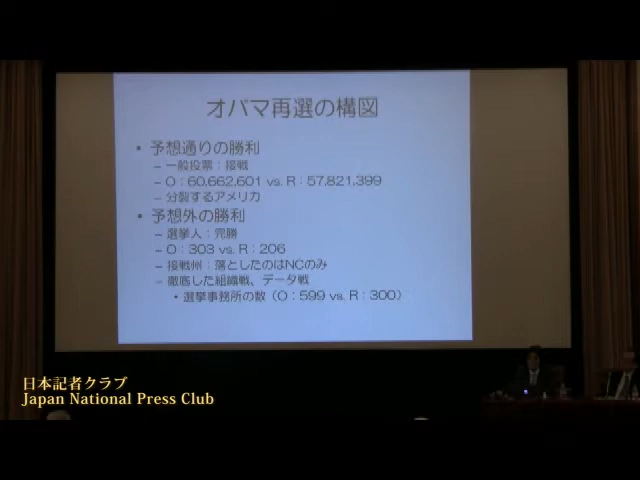 オバマ再選の構図
・ 予想通りの勝利
– 一般投票：接戦
– O：60,662,601 vs. R：57,821,399
– 分裂するアメリカ
・ 予想外の勝利
– 選挙人：完勝
– O：303 vs. R：206
– 接戦州：落としたのはNCのみ
– 徹底した組織戦、データ戦
・ 選挙事務所の数（O：599 vs. R：300）
日本記者クラブ
Japan National Press Club